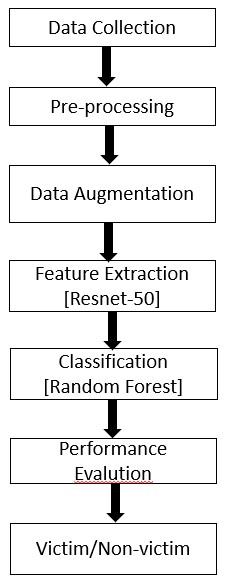 Data Collection
Pre-processing
Data Augmentation
Feature Extraction
[Resnet-50]
Classification
[Random Forest]
Performance
Evalution
Victim/Non-victim